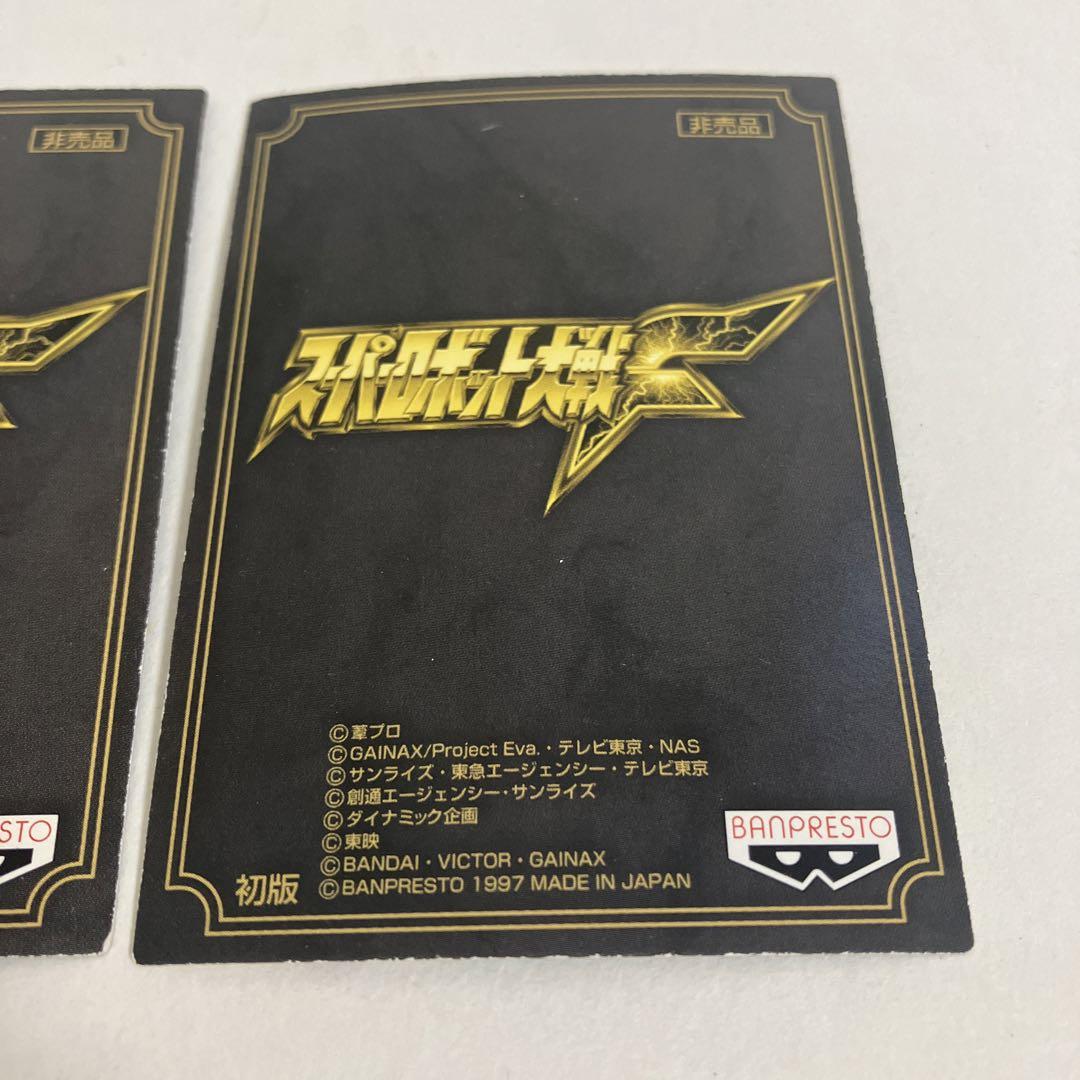 非売品
RESTO
非売品
スーパーロボット大戦F
©葦プロ
©GAINAX/Project Eva.・テレビ東京・NAS
©サンライズ・東急エージェンシー・テレビ東京
©創通エージェンシー・サンライズ
©ダイナミック企画
©東映
©BANDAI・VICTOR・GAINAX
©BANPRESTO 1997 MADE IN JAPAN
初版
BANPRESTO